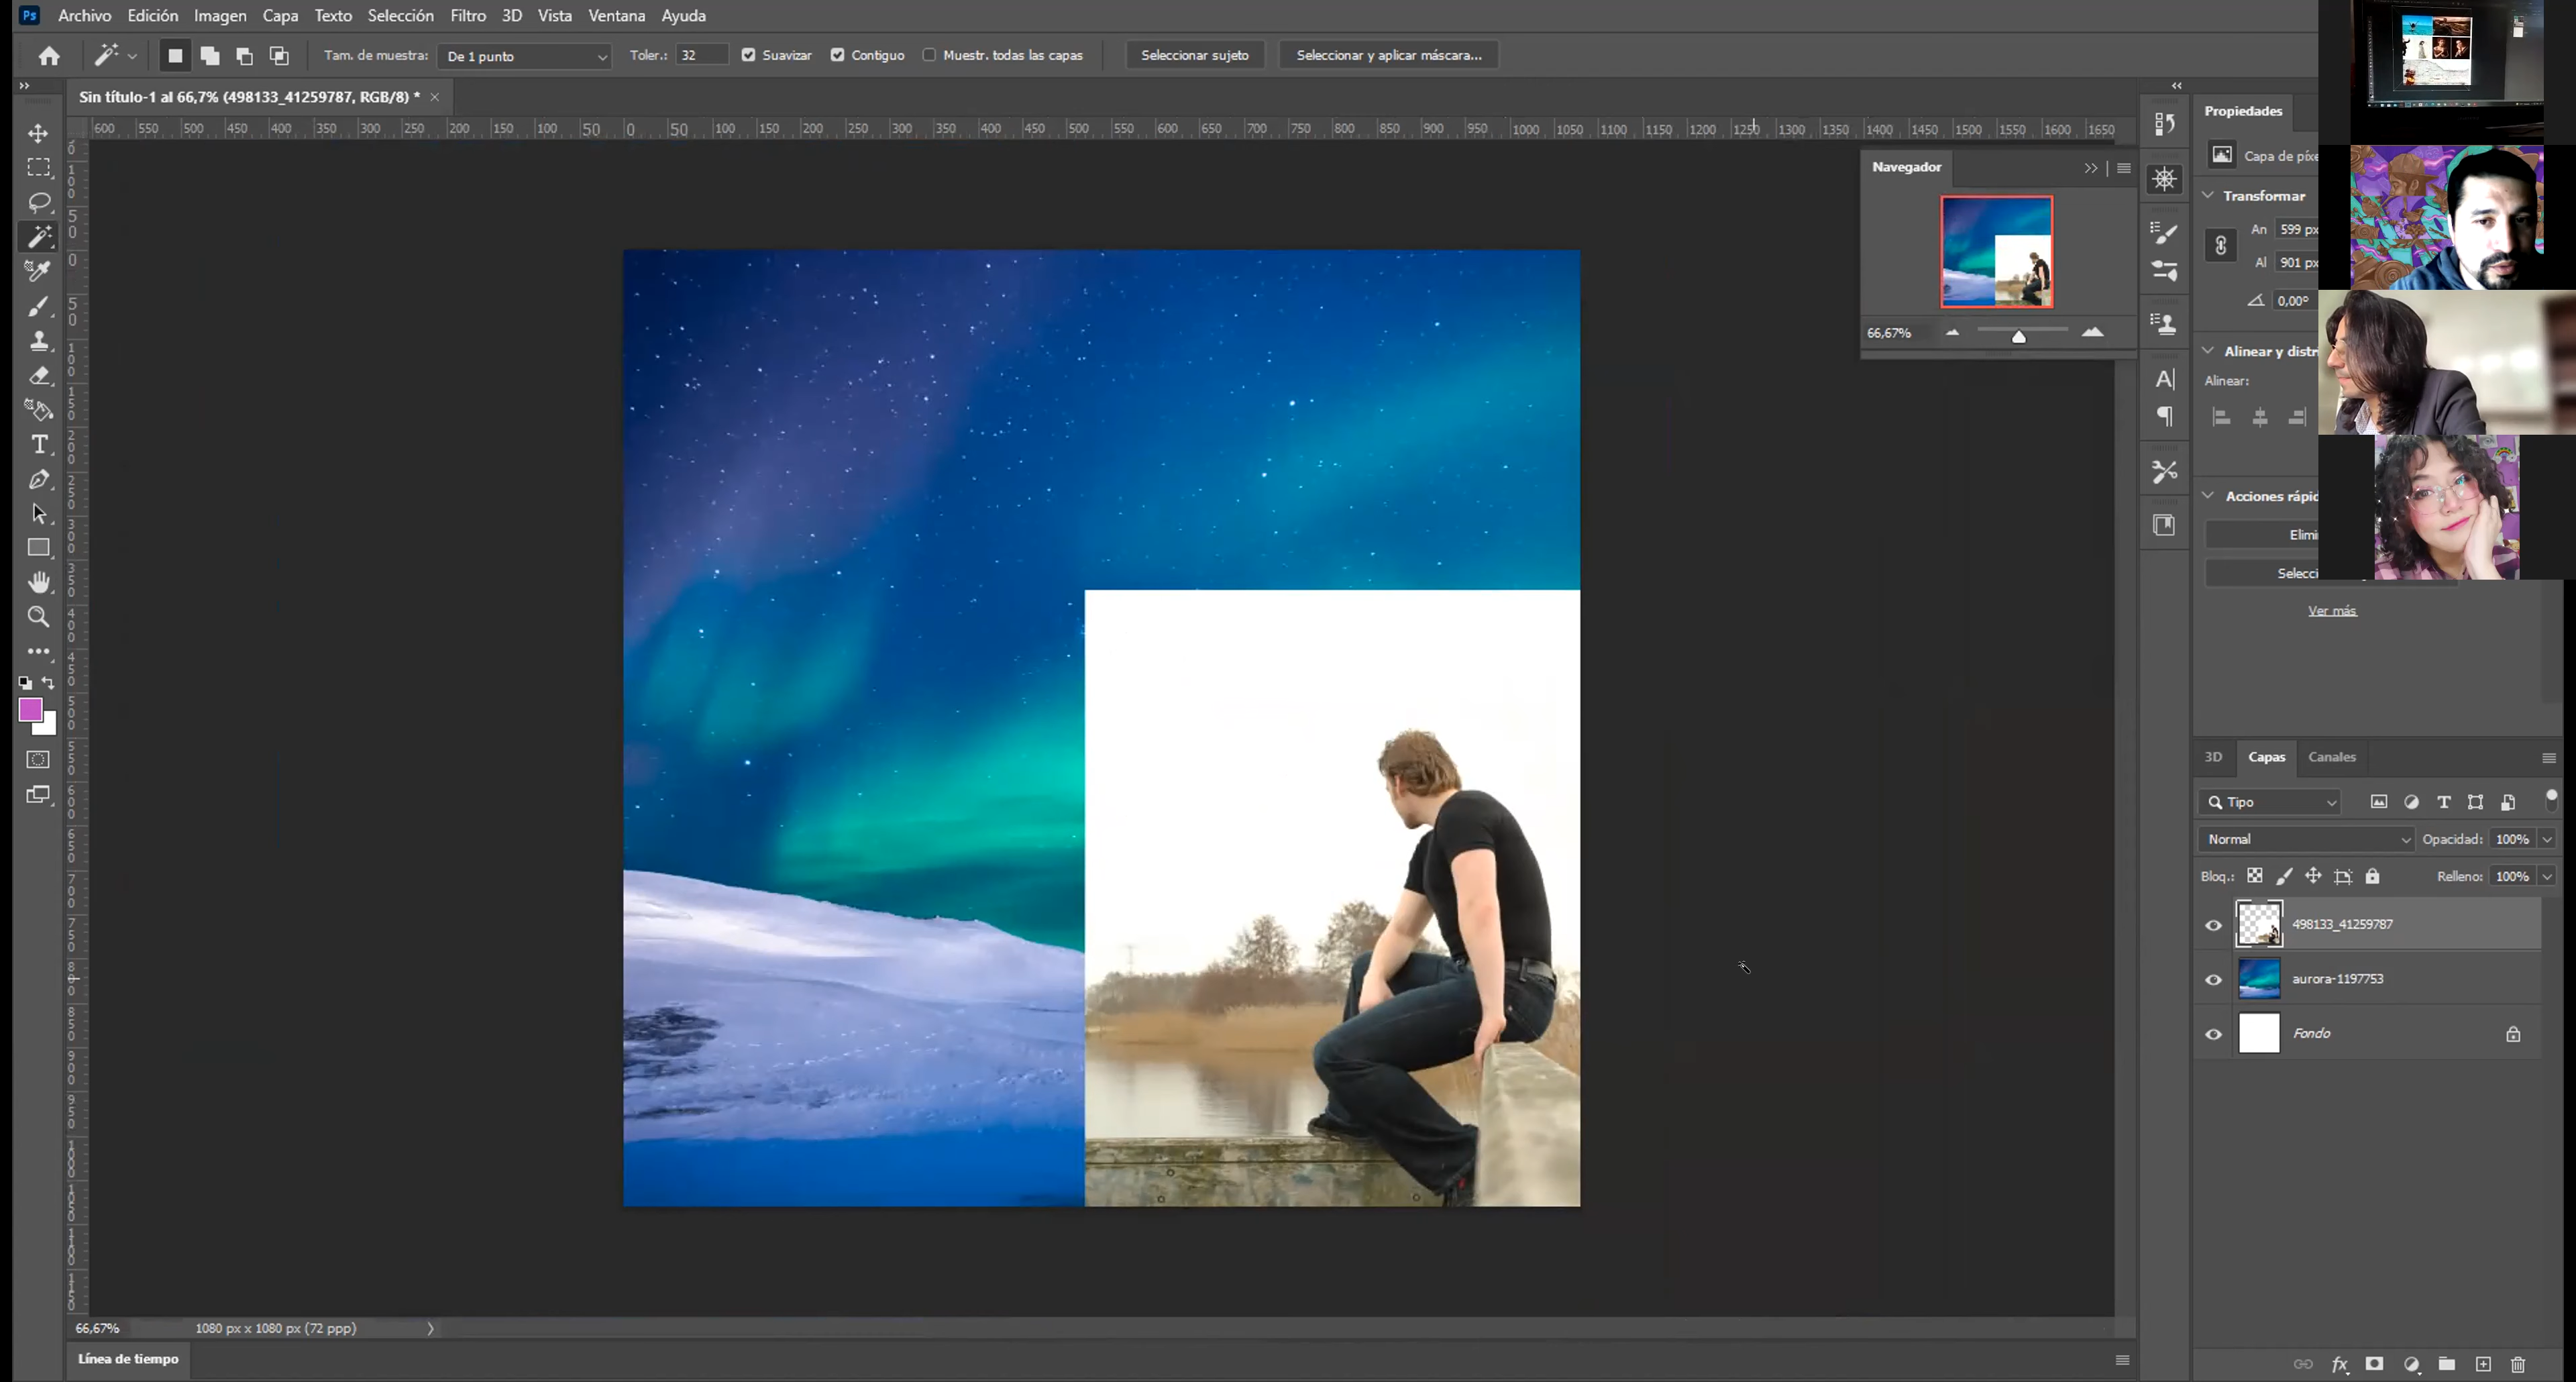 Ps Archivo Edición Imagen Capa Texto Selección Filtro 3D Vista Ventana Ayuda
Tam. de muestra: De 1 punto Toler.: 32 Suavizar Contiguo Muestr. todas las capas Seleccionar sujeto Seleccionar y aplicar máscara...
Sin título-1 al 66,7% (498133_41259787, RGB/8) *
600 550 500 450 400 350 300 250 200 150 100 50 0 50 100 150 200 250 300 350 400 450 500 550 600 650 700 750 800 850 900 950 1000 1050 1100 1150 1200 1250 1300 1350 1400 1450 1500 1550 1600 1650
Navegador
66,67%
Propiedades
Capa de píxe
Transformar
An 599 px
Al 901 px
0,00°
Alinear y distr
Alinear:
Acciones rápid
Elimi
Selecci
Ver más
3D Capas Canales
Tipo
Normal Opacidad: 100%
Bloq.: Relleno: 100%
498133_41259787
aurora-1197753
Fondo
66,67% 1080 px x 1080 px (72 ppp)
Línea de tiempo